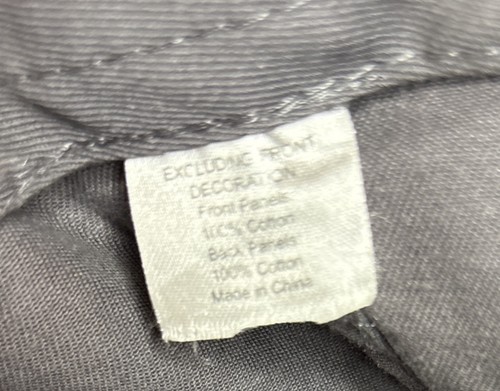 EXCLUDING FRONT
DECORATION
Front Panels
100% Cotton
Back Panels
100% Cotton
Made in China